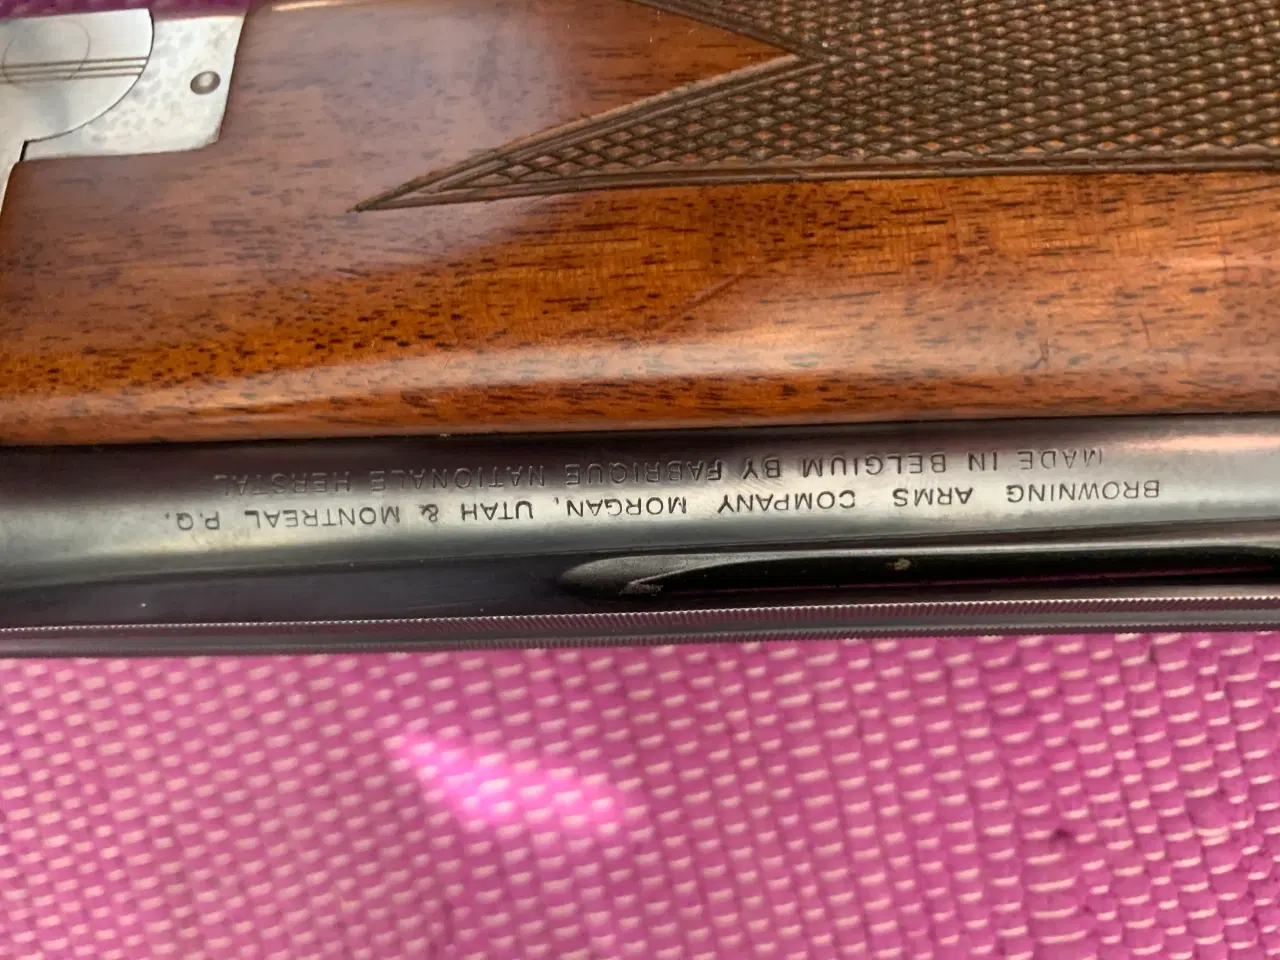 BROWNING ARMS COMPANY MORGAN, UTAH & MONTREAL P.Q.
MADE IN BELGIUM BY FABRIQUE NATIONALE HERSTAL